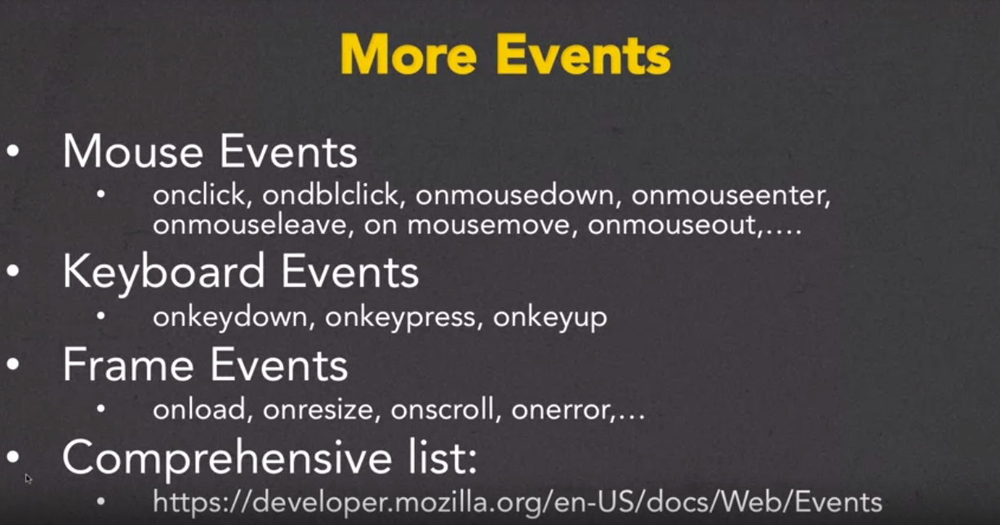 More Events
• Mouse Events
• onclick, ondblclick, onmousedown, onmouseenter,
onmouseleave, on mousemove, onmouseout,....
• Keyboard Events
• onkeydown, onkeypress, onkeyup
• Frame Events
• onload, onresize, onscroll, onerror,...
• Comprehensive list:
• https://developer.mozilla.org/en-US/docs/Web/Events